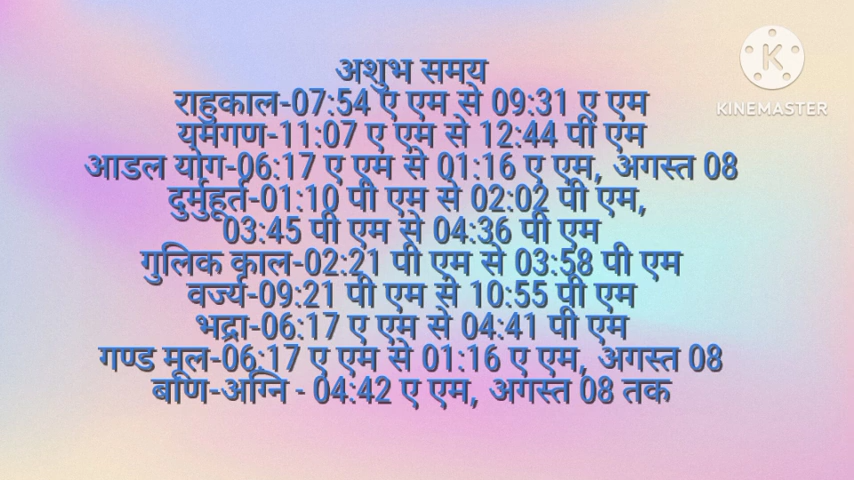 अशुभ समय
राहुकाल-07:54 ए एम से 09:31 ए एम
यमगण-11:07 ए एम से 12:44 पी एम
आडल योग-06:17 ए एम से 01:16 ए एम, अगस्त 08
दुर्मुहूर्त-01:10 पी एम से 02:02 पी एम,
03:45 पी एम से 04:36 पी एम
गुलिक काल-02:21 पी एम से 03:58 पी एम
वर्ज्य-09:21 पी एम से 10:55 पी एम
भद्रा-06:17 ए एम से 04:41 पी एम
गण्ड मूल-06:17 ए एम से 01:16 ए एम, अगस्त 08
बाण-अग्नि - 04:42 ए एम, अगस्त 08 तक
KINEMASTER